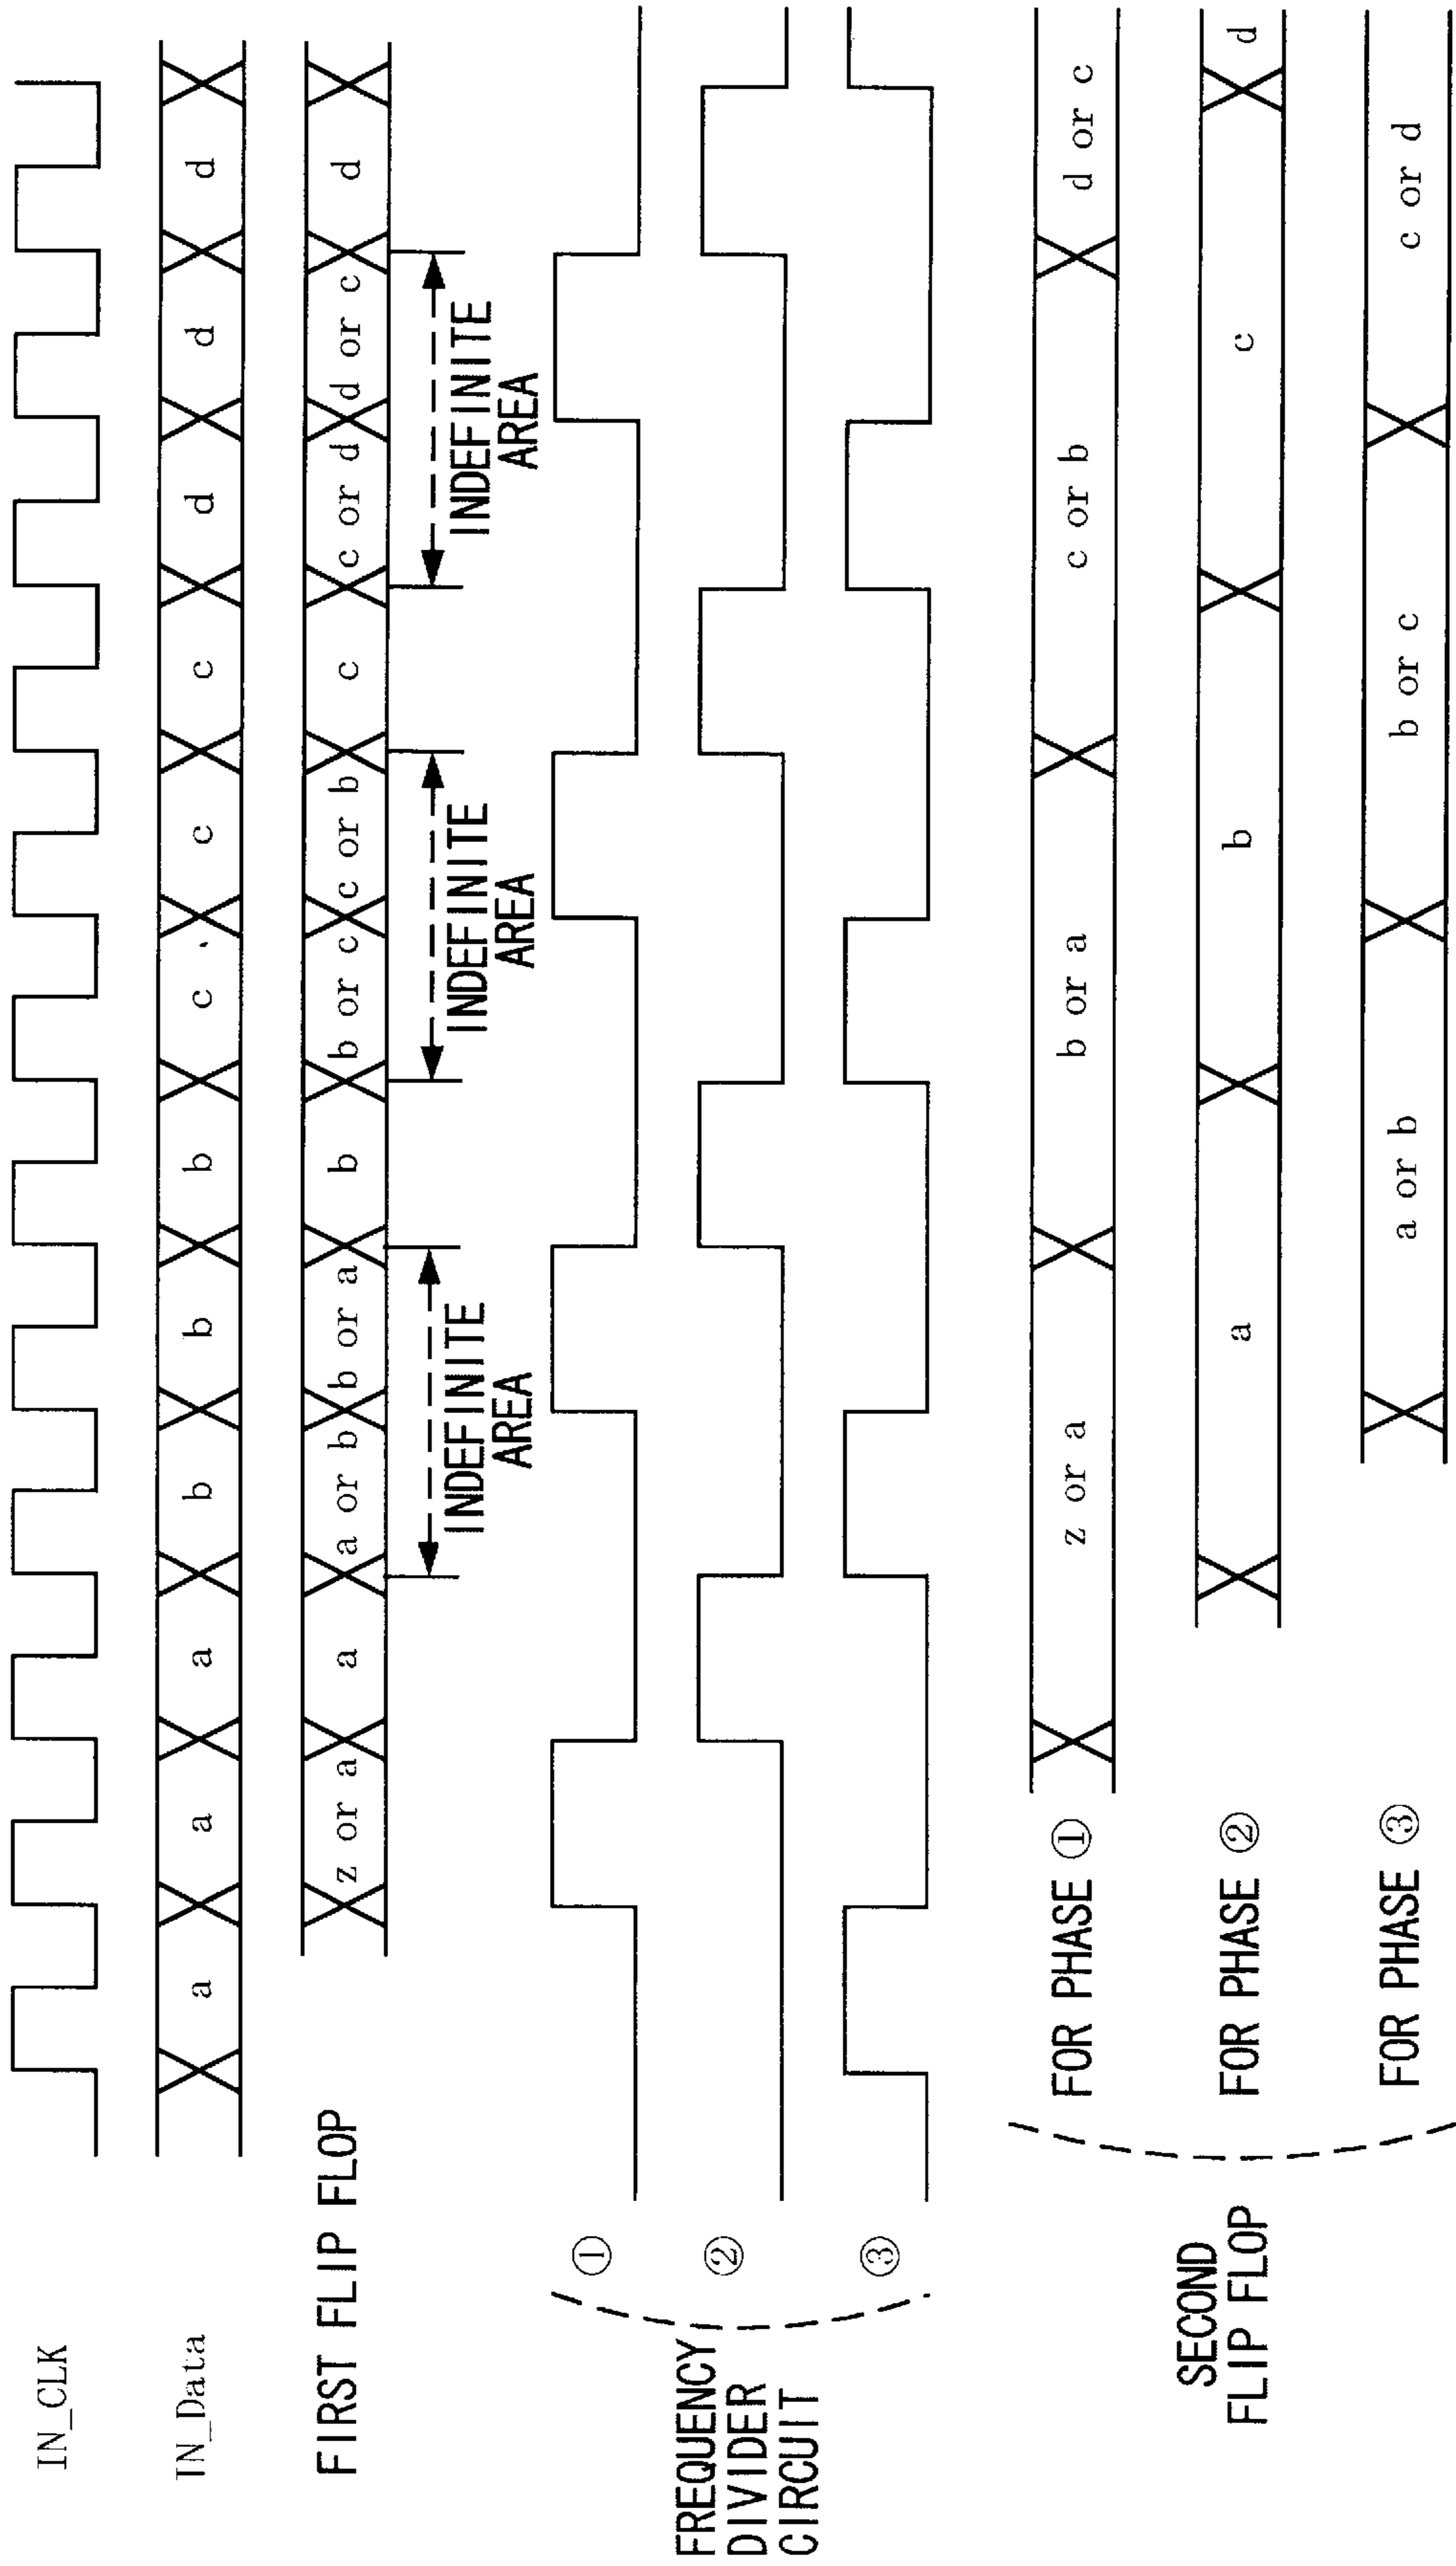 IN_CLK
IN_Data
a a a b b b c c c d d d
FIRST FLIP FLOP
z or a a a or b b or a b b or c c or b c c or d d or c d
INDEFINITE
AREA
INDEFINITE
AREA
INDEFINITE
AREA
FREQUENCY
DIVIDER
CIRCUIT
①
②
③
SECOND
FLIP FLOP
FOR PHASE ①
z or a b or a c or b d or c
FOR PHASE ②
a b c d
FOR PHASE ③
a or b b or c c or d